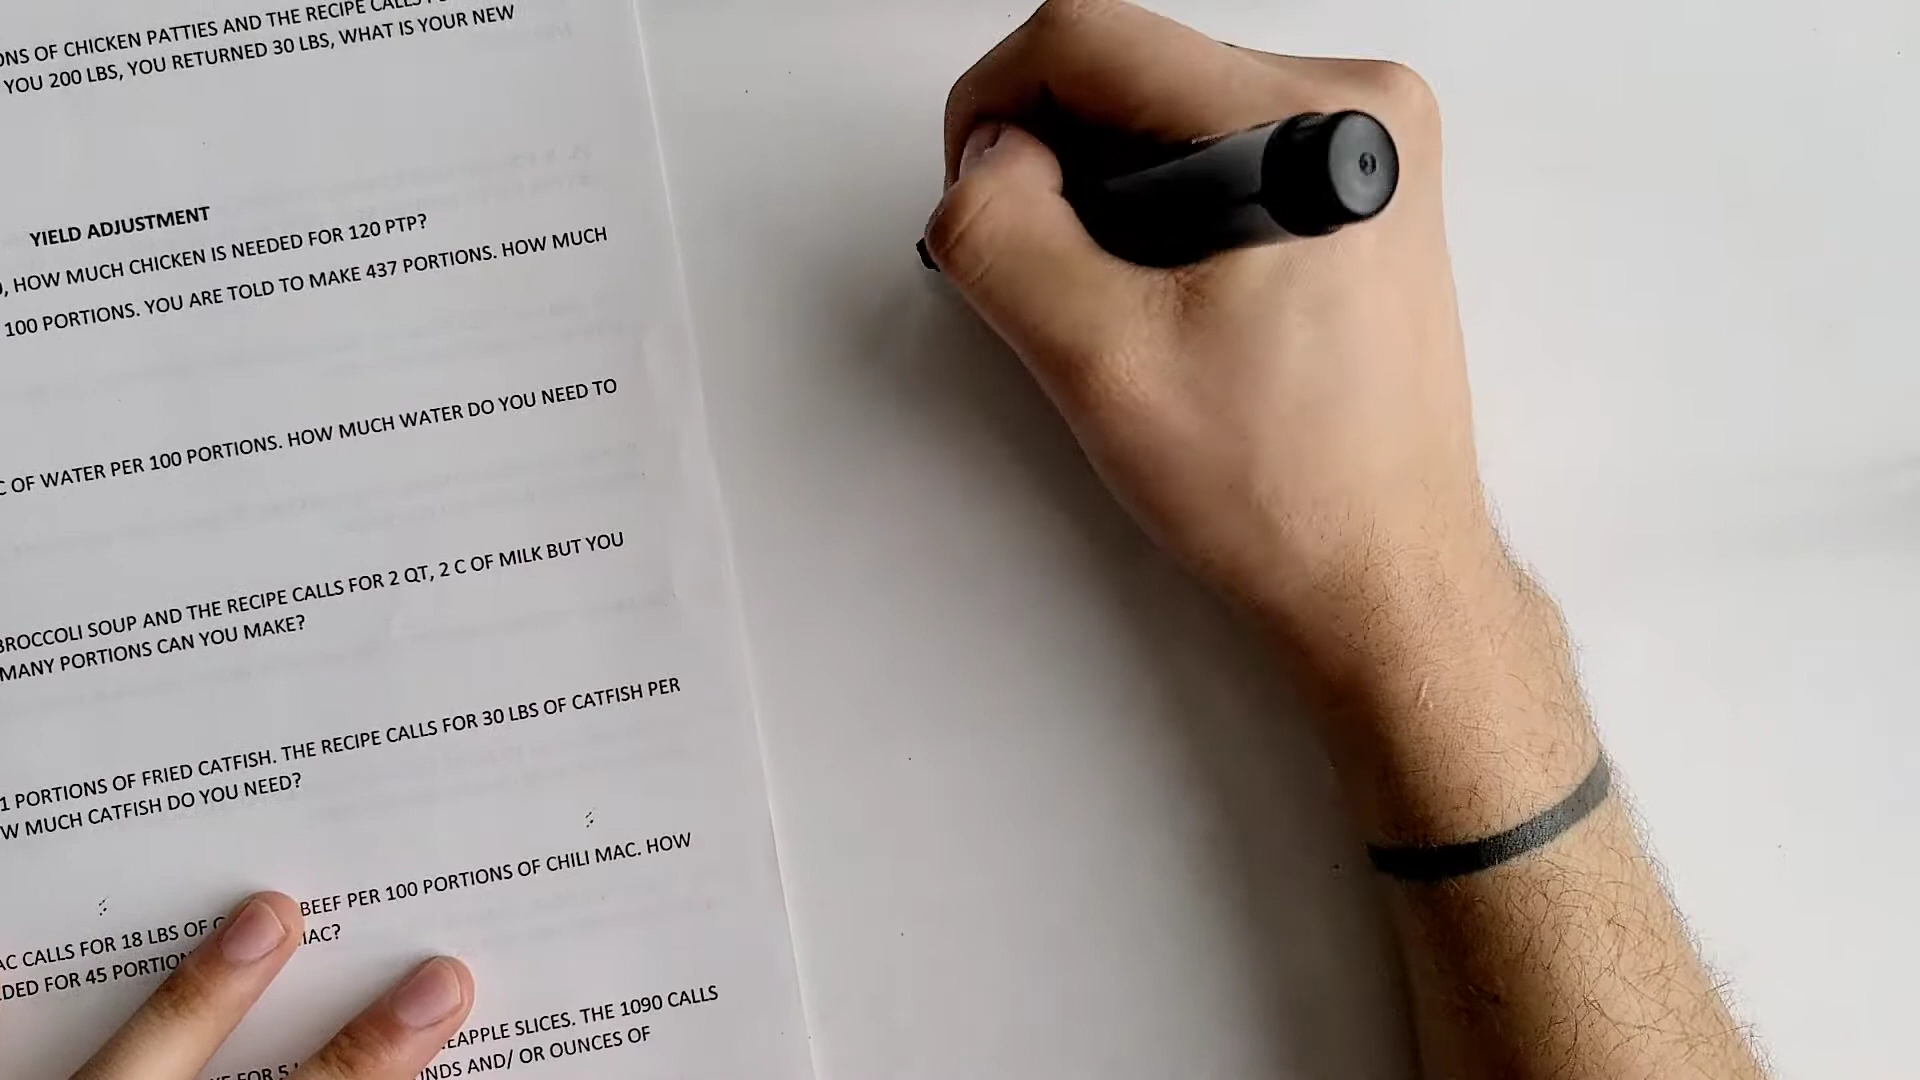 ONS OF CHICKEN PATTIES AND THE RECIPE CALLS
YOU 200 LBS, YOU RETURNED 30 LBS, WHAT IS YOUR NEW
YIELD ADJUSTMENT
, HOW MUCH CHICKEN IS NEEDED FOR 120 PTP?
100 PORTIONS. YOU ARE TOLD TO MAKE 437 PORTIONS. HOW MUCH
C OF WATER PER 100 PORTIONS. HOW MUCH WATER DO YOU NEED TO
BROCCOLI SOUP AND THE RECIPE CALLS FOR 2 QT, 2 C OF MILK BUT YOU
MANY PORTIONS CAN YOU MAKE?
1 PORTIONS OF FRIED CATFISH. THE RECIPE CALLS FOR 30 LBS OF CATFISH PER
W MUCH CATFISH DO YOU NEED?
AC CALLS FOR 18 LBS OF BEEF PER 100 PORTIONS OF CHILI MAC. HOW
DED FOR 45 PORTION IAC?
EAPPLE SLICES. THE 1090 CALLS
FOR 5 NDS AND/ OR OUNCES OF